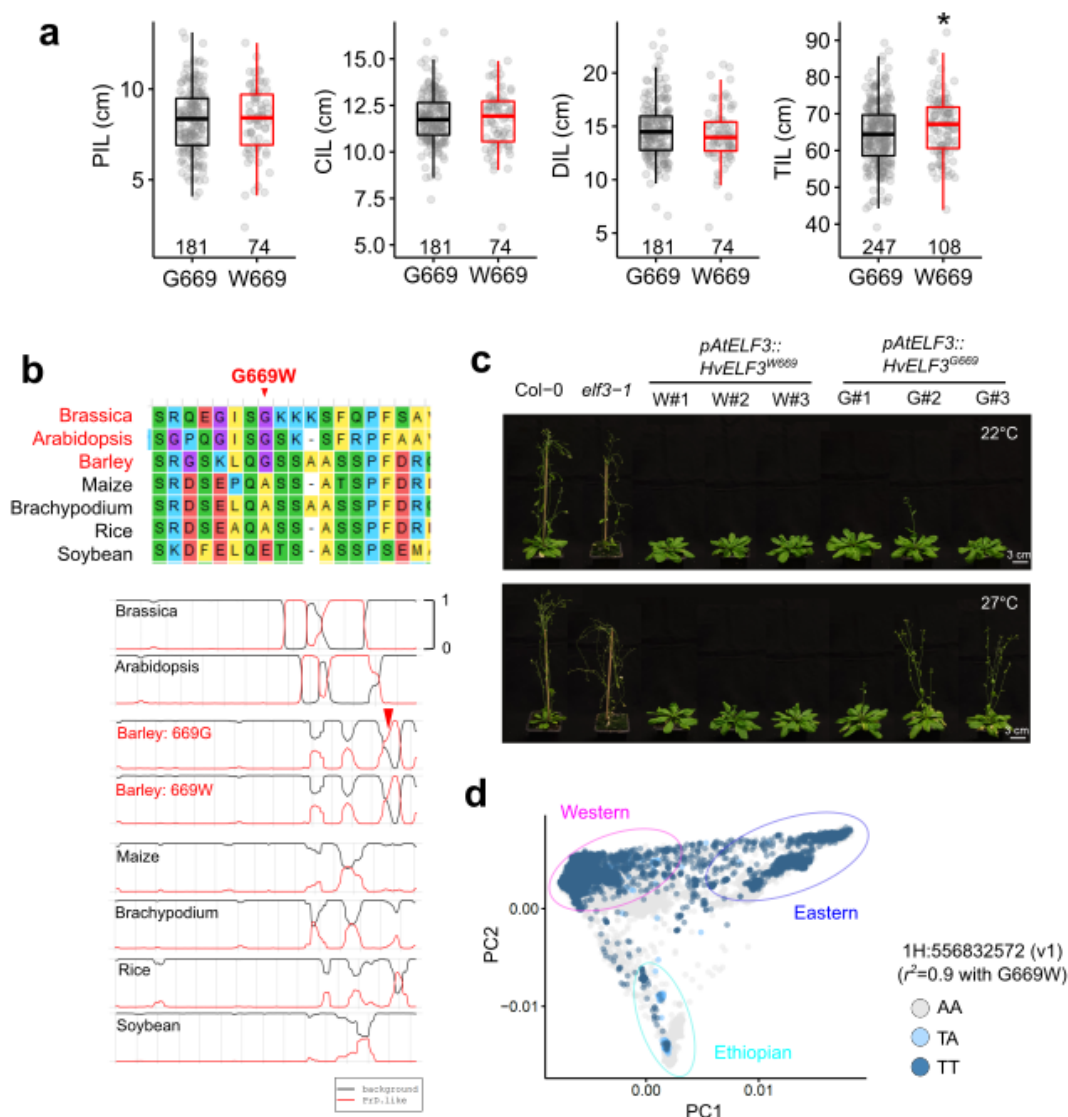 a
*
PIL (cm)
10
5
181 74
G669 W669
CIL (cm)
15.0
12.5
10.0
7.5
5.0
181 74
G669 W669
DIL (cm)
20
15
10
5
181 74
G669 W669
TIL (cm)
90
80
70
60
50
40
247 108
G669 W669
b
G669W
Brassica SRQEGISGKKKSFQPFSAV
Arabidopsis SGPQGISGSK-SFRPFAAV
Barley SRGSKLQGSSAASSPFDR
Maize SRDSEPQASS-ATSPFDR
Brachypodium SRDSELQASSAASSPFDR
Rice SRDSEAQASS-ASSPFDR
Soybean SKDFELQETS-ASSPSEM
Brassica
1
0
Arabidopsis
Barley: 669G
Barley: 669W
Maize
Brachypodium
Rice
Soybean
background
PrD.like
c
pAtELF3:: pAtELF3::
Col−0 elf3−1 HvELF3W669 HvELF3G669
W#1 W#2 W#3 G#1 G#2 G#3
22°C
3 cm
27°C
3 cm
d
Western
Eastern
Ethiopian
PC2
0.00
−0.01
0.00 0.01
PC1
1H:556832572 (v1)
(r²=0.9 with G669W)
AA
TA
TT